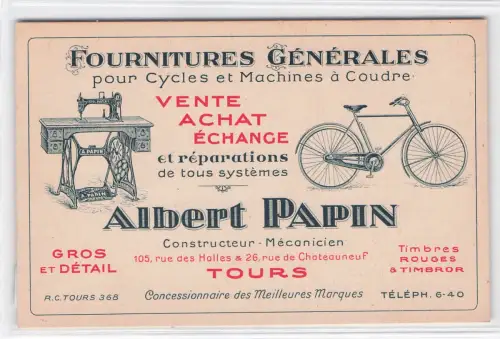 FOURNITURES GÉNÉRALES
pour Cycles et Machines à Coudre
VENTE
ACHAT
ÉCHANGE
et réparations
de tous systèmes
A. PAPIN
PAPIN
Albert PAPIN
Constructeur - Mécanicien
105, rue des Halles & 26, rue de Chateauneuf
TOURS
GROS
ET DÉTAIL
Timbres
ROUGES
& TIMBROR
R.C. TOURS 368
Concessionnaire des Meilleures Marques
TÉLÉPH. 6-40